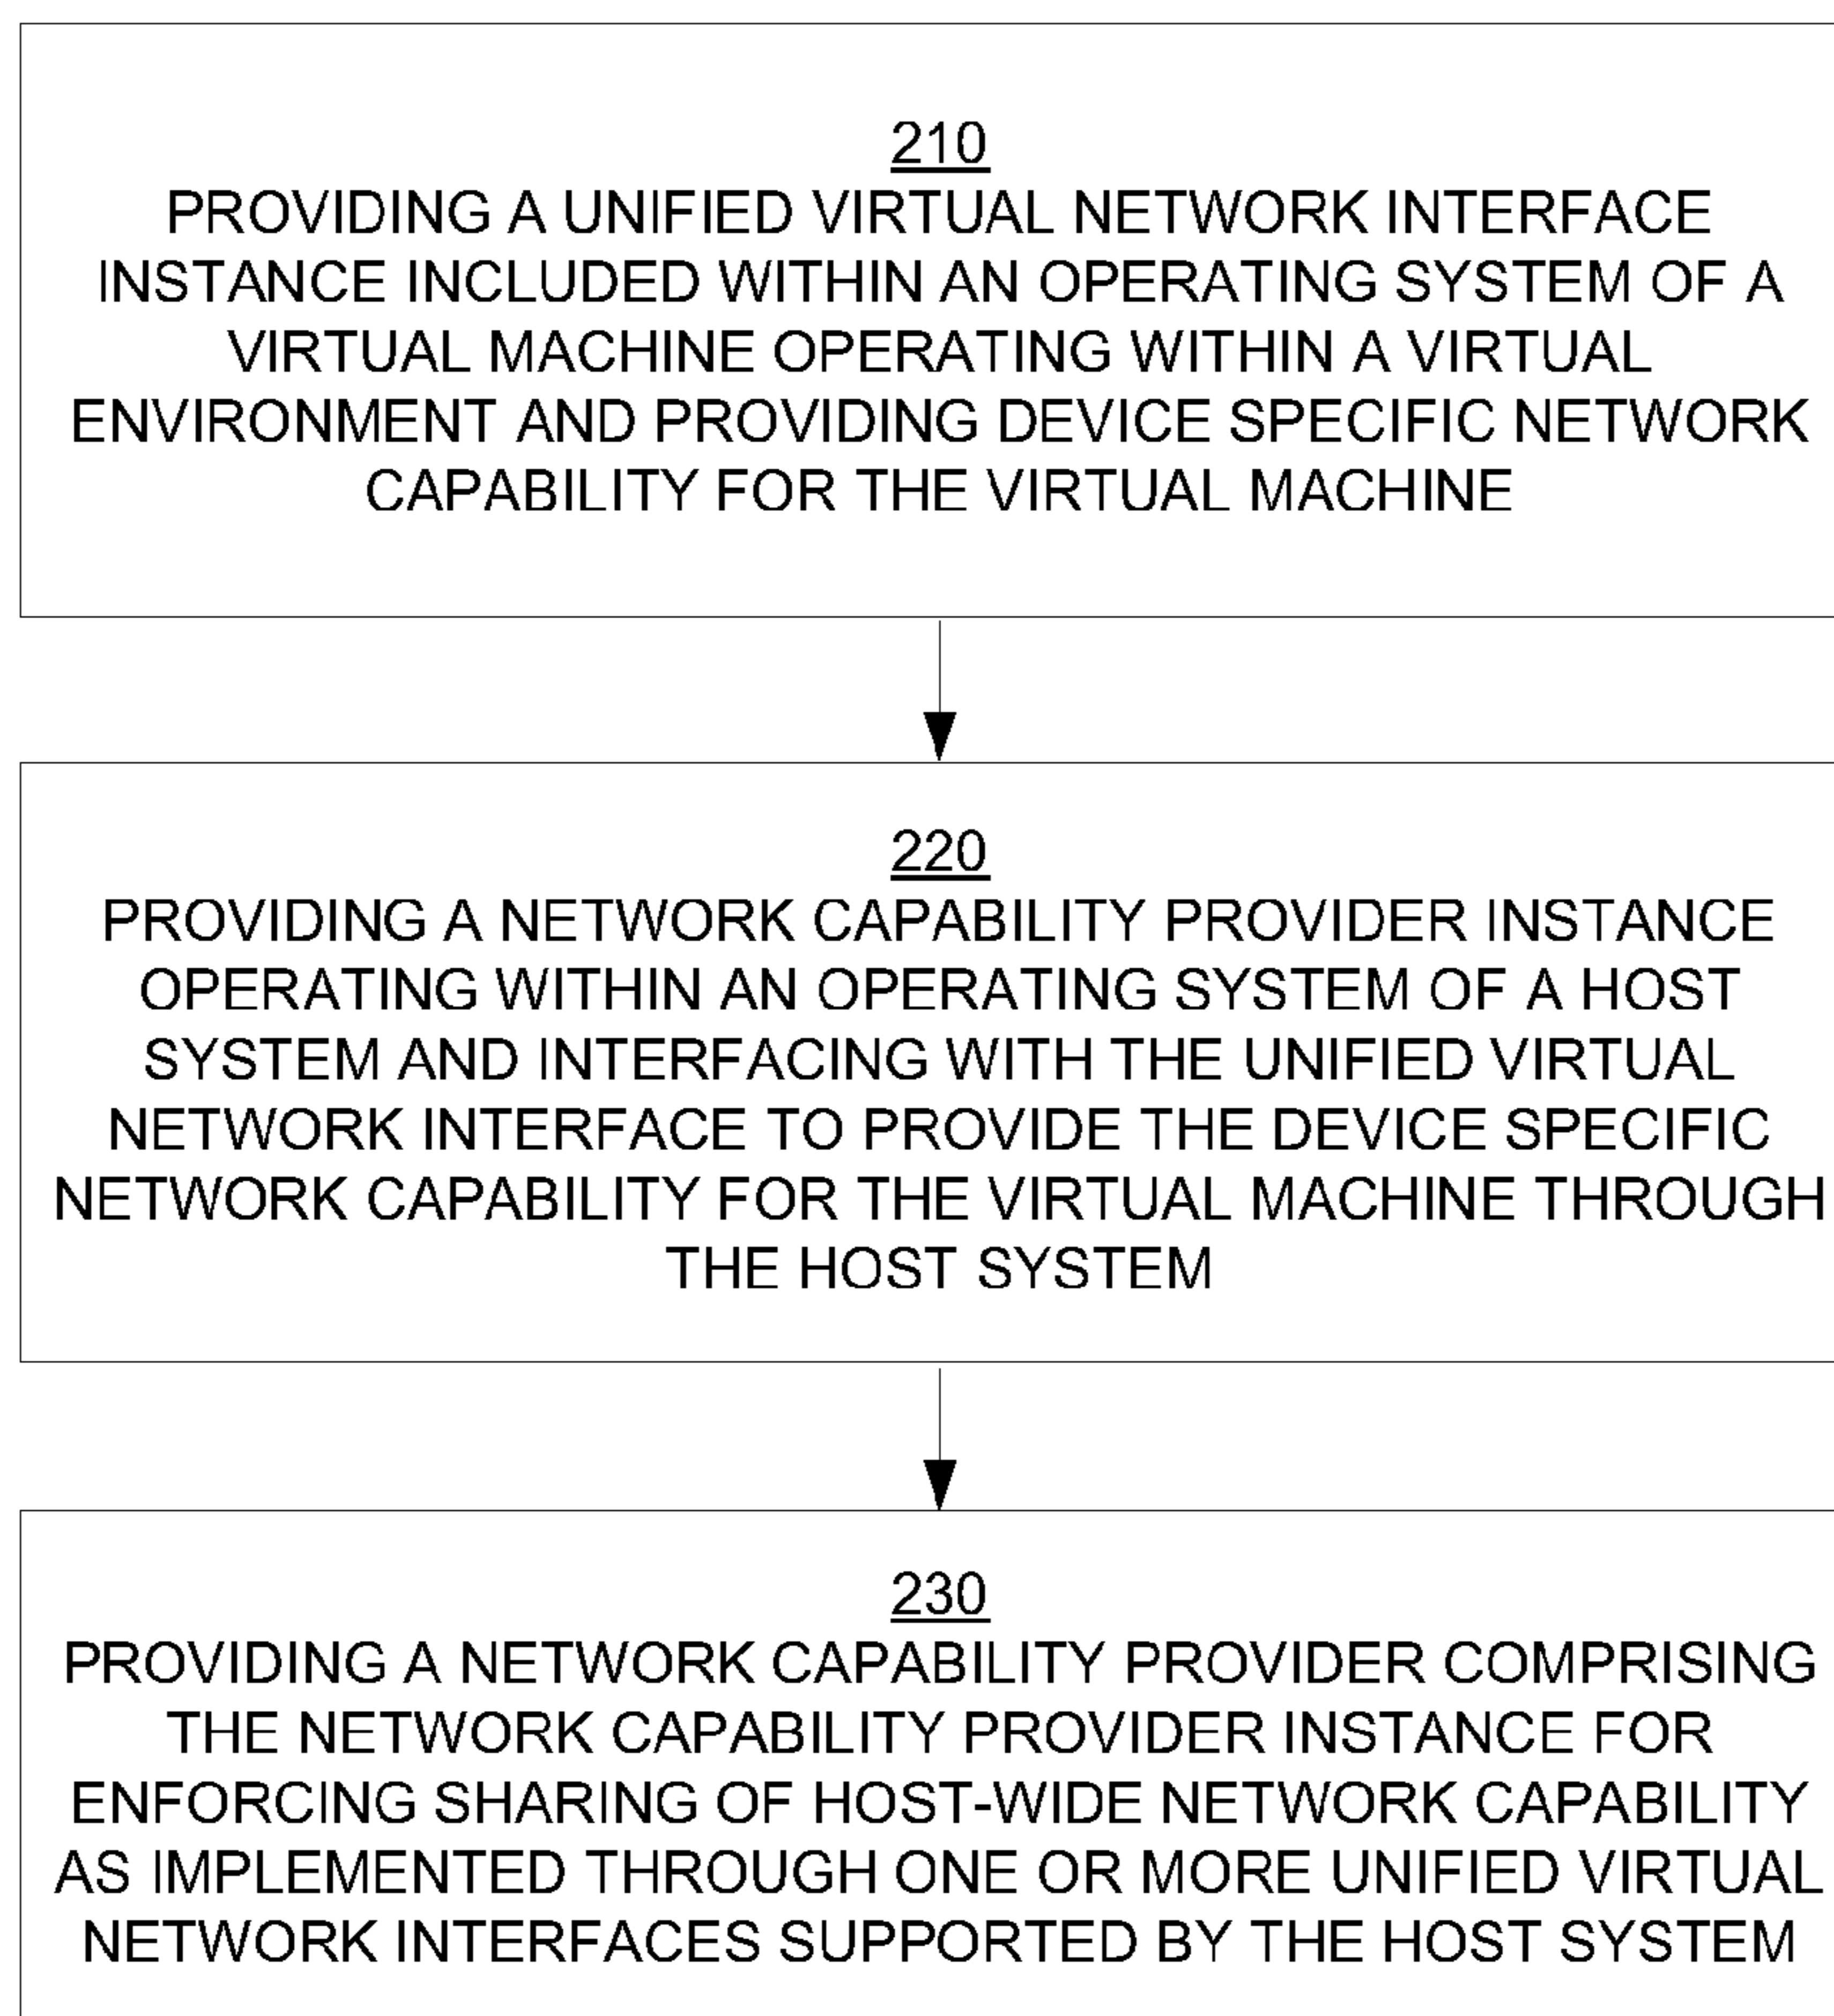 210
PROVIDING A UNIFIED VIRTUAL NETWORK INTERFACE
INSTANCE INCLUDED WITHIN AN OPERATING SYSTEM OF A
VIRTUAL MACHINE OPERATING WITHIN A VIRTUAL
ENVIRONMENT AND PROVIDING DEVICE SPECIFIC NETWORK
CAPABILITY FOR THE VIRTUAL MACHINE
220
PROVIDING A NETWORK CAPABILITY PROVIDER INSTANCE
OPERATING WITHIN AN OPERATING SYSTEM OF A HOST
SYSTEM AND INTERFACING WITH THE UNIFIED VIRTUAL
NETWORK INTERFACE TO PROVIDE THE DEVICE SPECIFIC
NETWORK CAPABILITY FOR THE VIRTUAL MACHINE THROUGH
THE HOST SYSTEM
230
PROVIDING A NETWORK CAPABILITY PROVIDER COMPRISING
THE NETWORK CAPABILITY PROVIDER INSTANCE FOR
ENFORCING SHARING OF HOST-WIDE NETWORK CAPABILITY
AS IMPLEMENTED THROUGH ONE OR MORE UNIFIED VIRTUAL
NETWORK INTERFACES SUPPORTED BY THE HOST SYSTEM